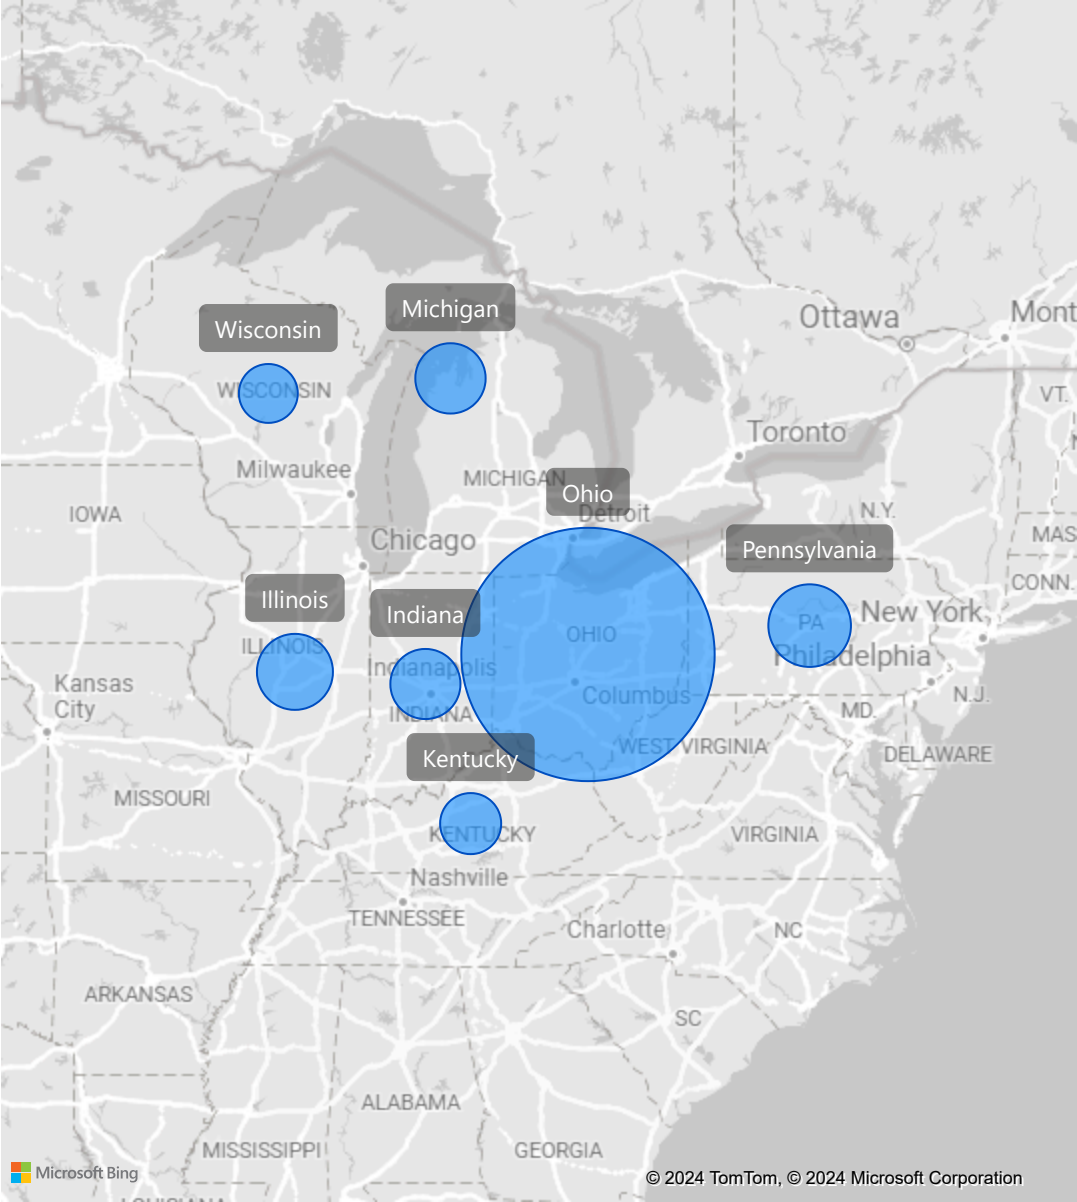 Michigan
Wisconsin
Ottawa
Mont
WISCONSIN
VT.
Toronto
Milwaukee
MICHIGAN
Ohio
Detroit
IOWA
N.Y.
MAS
Chicago
Pennsylvania
CONN.
Illinois
Indiana
New York
PA
OHIO
ILLINOIS
Indianapolis
Philadelphia
Kansas
City
Columbus
N.J.
INDIANA
MD.
WEST VIRGINIA
DELAWARE
Kentucky
MISSOURI
KENTUCKY
VIRGINIA
Nashville
TENNESSEE
Charlotte
NC
ARKANSAS
SC
ALABAMA
MISSISSIPPI
GEORGIA
Microsoft Bing
© 2024 TomTom, © 2024 Microsoft Corporation